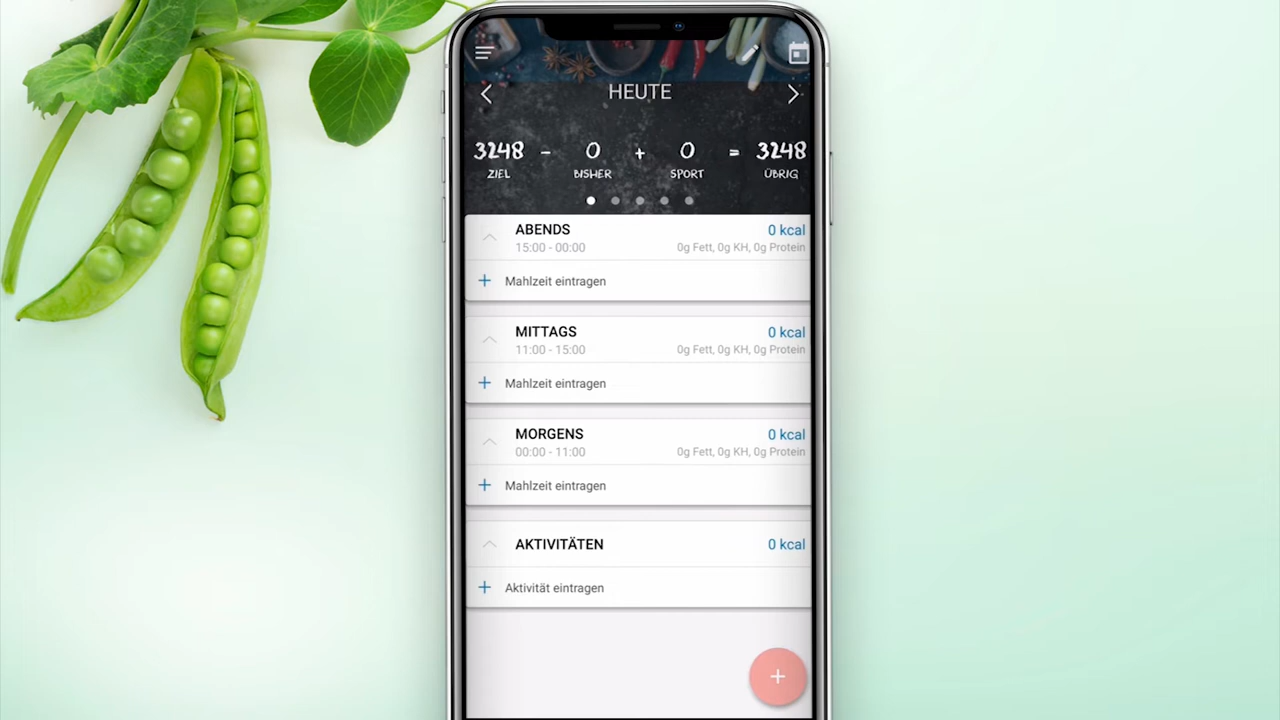 HEUTE
3248 - 0 + 0 = 3248
ZIEL BISHER SPORT ÜBRIG
ABENDS 0 kcal
15:00 - 00:00 0g Fett, 0g KH, 0g Protein
+ Mahlzeit eintragen
MITTAGS 0 kcal
11:00 - 15:00 0g Fett, 0g KH, 0g Protein
+ Mahlzeit eintragen
MORGENS 0 kcal
00:00 - 11:00 0g Fett, 0g KH, 0g Protein
+ Mahlzeit eintragen
AKTIVITÄTEN 0 kcal
+ Aktivität eintragen
+